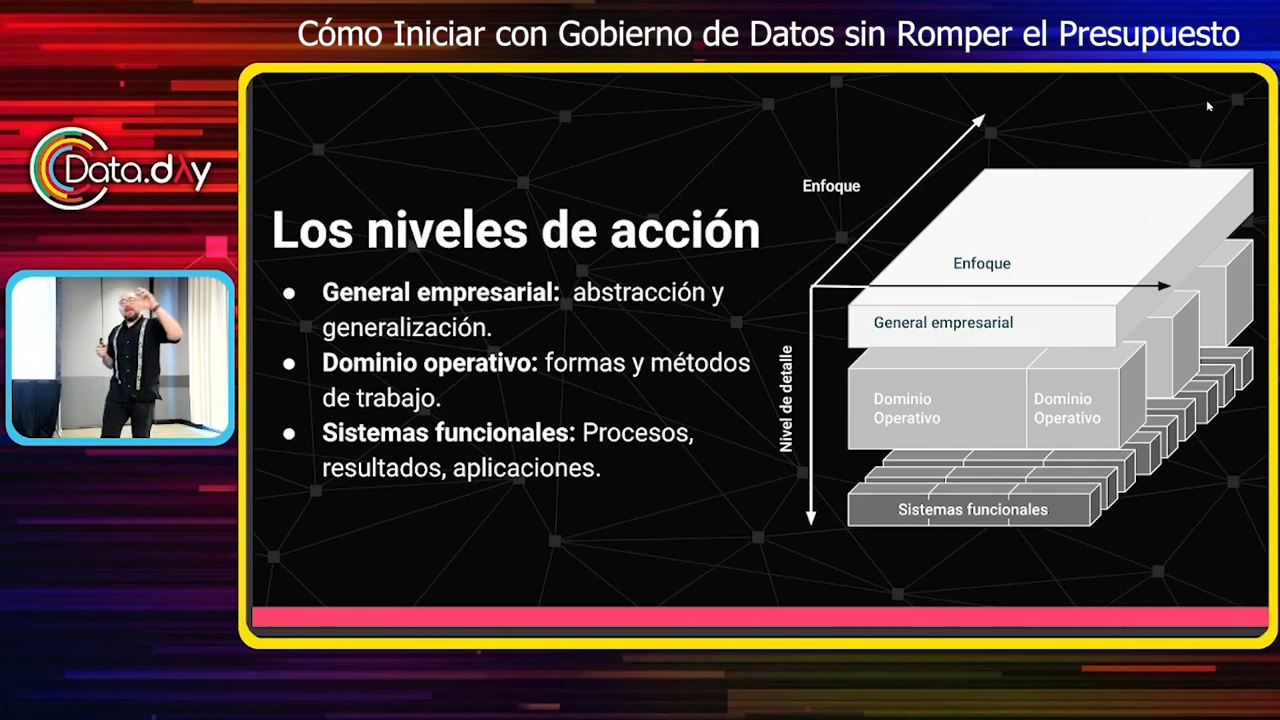 Cómo Iniciar con Gobierno de Datos sin Romper el Presupuesto
Data.dλy
Los niveles de acción
● General empresarial: abstracción y
generalización.
● Dominio operativo: formas y métodos
de trabajo.
● Sistemas funcionales: Procesos,
resultados, aplicaciones.
Enfoque
Enfoque
General empresarial
Nivel de detalle
Dominio
Operativo
Dominio
Operativo
Sistemas funcionales